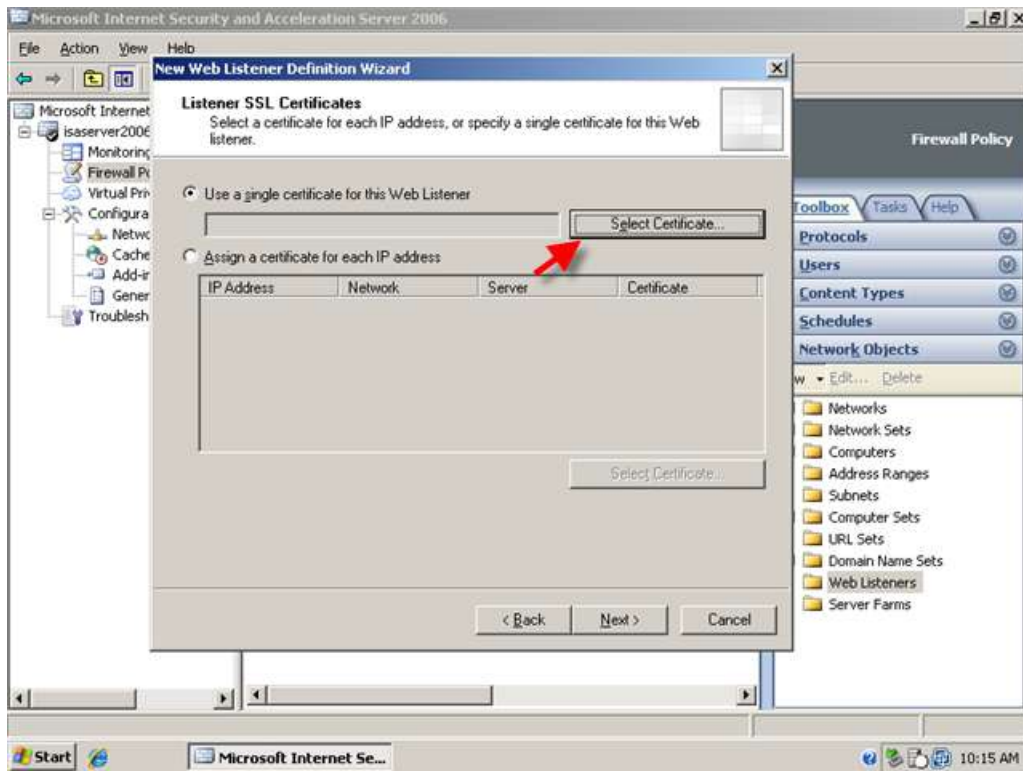 Microsoft Internet Security and Acceleration Server 2006
File Action View Help
New Web Listener Definition Wizard
Listener SSL Certificates
Select a certificate for each IP address, or specify a single certificate for this Web
listener.
Microsoft Internet
isaserver2006
Monitoring
Firewall Po
Virtual Priv
Configura
Netwo
Cache
Add-in
Gener
Troublesh
Use a single certificate for this Web Listener
Select Certificate...
Assign a certificate for each IP address
IP Address Network Server Certificate
Select Certificate...
< Back Next > Cancel
Firewall Policy
Toolbox Tasks Help
Protocols
Users
Content Types
Schedules
Network Objects
w Edit... Delete
Networks
Network Sets
Computers
Address Ranges
Subnets
Computer Sets
URL Sets
Domain Name Sets
Web Listeners
Server Farms
Start Microsoft Internet Se... 10:15 AM